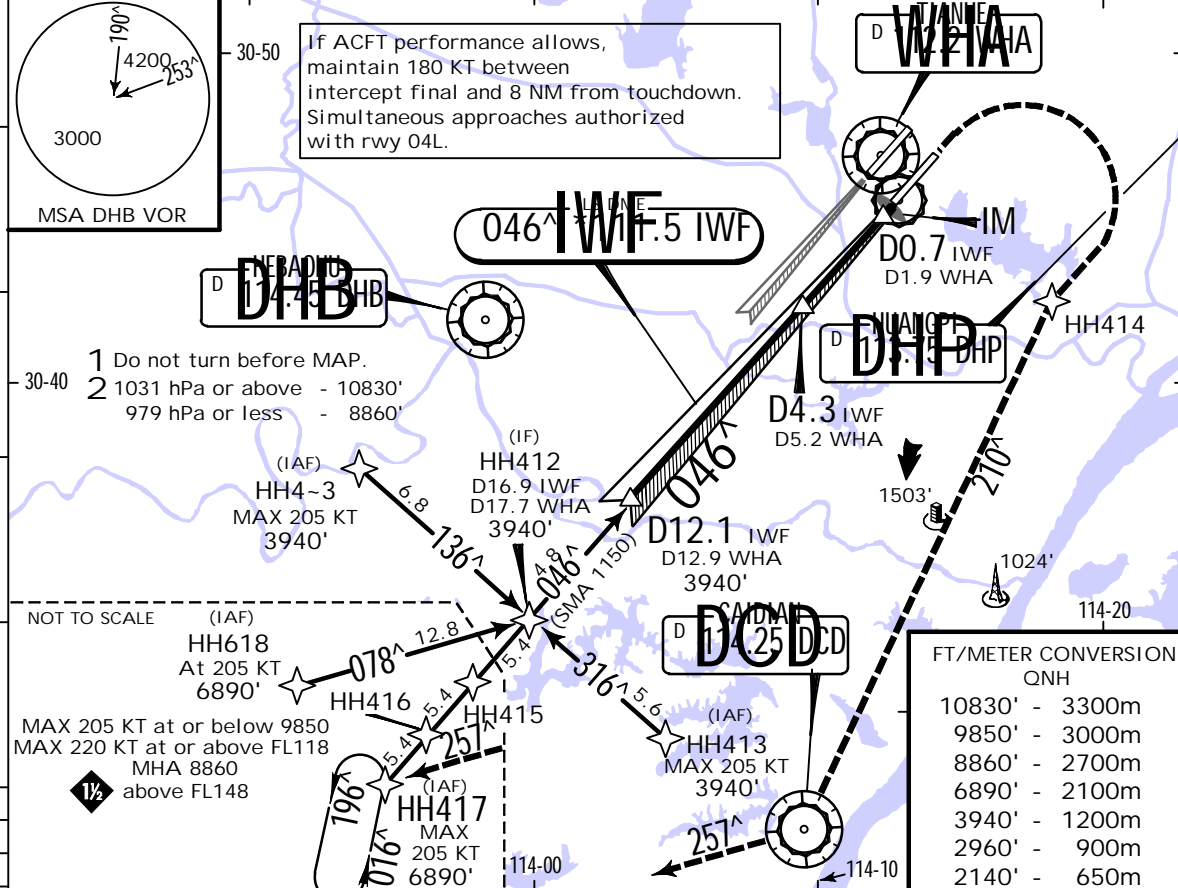 190^
4200
253^
3000
MSA DHB VOR
30-50
If ACFT performance allows,
maintain 180 KT between
intercept final and 8 NM from touchdown.
Simultaneous approaches authorized
with rwy 04L.
D
WHA
IWF
046^
D
DHB
IM
D0.7 IWF
D1.9 WHA
D
DHP
HH414
1 Do not turn before MAP.
2 1031 hPa or above - 10830'
979 hPa or less - 8860'
30-40
D4.3 IWF
D5.2 WHA
046^
210^
1503'
1024'
(IAF)
HH4~3
MAX 205 KT
3940'
6.8
136^
(IF)
HH412
D16.9 IWF
D17.7 WHA
3940'
D12.1 IWF
D12.9 WHA
3940'
4.8
046^
(SMA 1150)
NOT TO SCALE
(IAF)
HH618
At 205 KT
6890'
078^
12.8
5.4
316^
5.6
D
CAIDIAN
114.25 DCD
DCD
114-20
HH416
5.4
HH415
(IAF)
HH413
MAX 205 KT
3940'
MAX 205 KT at or below 9850
MAX 220 KT at or above FL118
MHA 8860
above FL148
1½
5.4
257^
196^
016^
(IAF)
HH417
MAX
205 KT
6890'
257^
114-00
114-10
FT/METER CONVERSION
QNH
10830' - 3300m
9850' - 3000m
8860' - 2700m
6890' - 2100m
3940' - 1200m
2960' - 900m
2140' - 650m